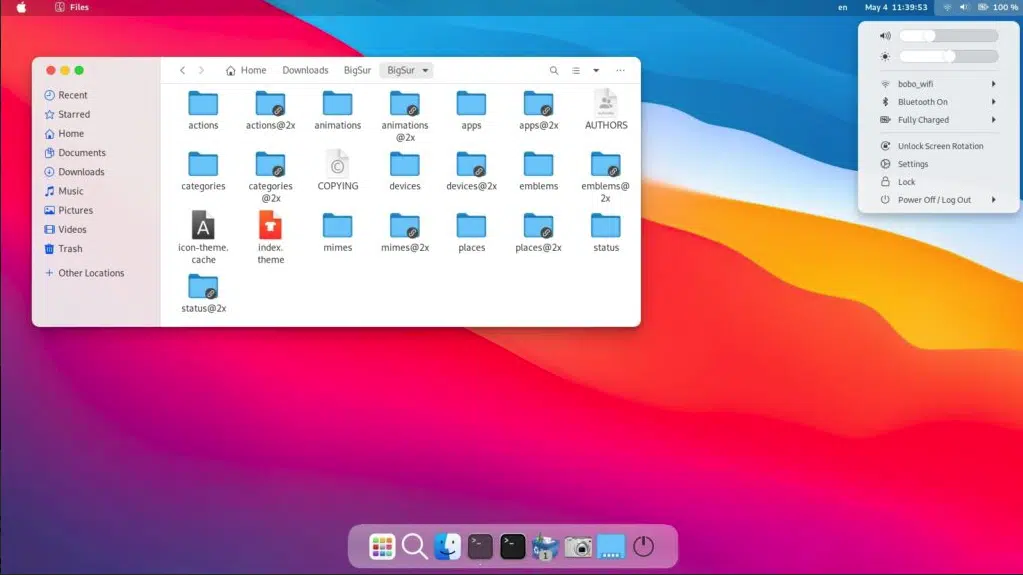 Files
en
May 4 11:39:53
100 %
Home
Downloads
BigSur
BigSur
Recent
Starred
Home
Documents
Downloads
Music
Pictures
Videos
Trash
Other Locations
actions
actions@2x
animations
animations
@2x
apps
apps@2x
AUTHORS
categories
categories
@2x
COPYING
devices
devices@2x
emblems
emblems@
2x
icon-theme.
cache
index.
theme
mimes
mimes@2x
places
places@2x
status
status@2x
bobo_wifi
Bluetooth On
Fully Charged
Unlock Screen Rotation
Settings
Lock
Power Off / Log Out
1